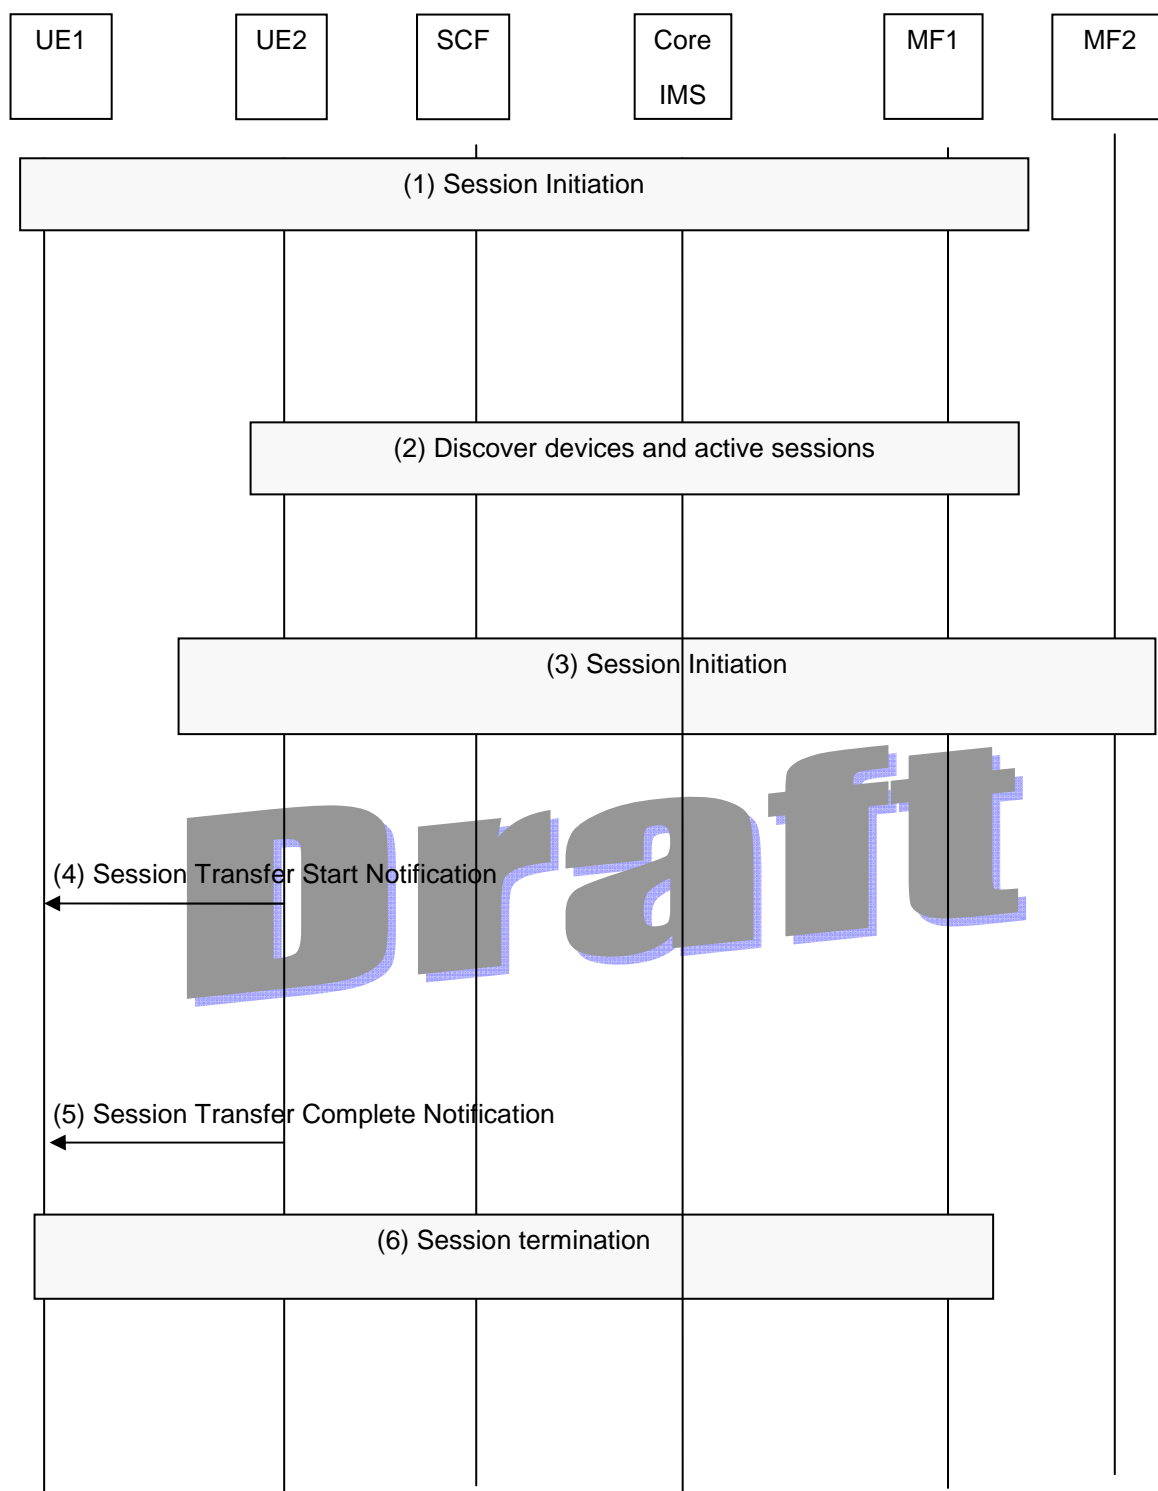 UE1
UE2
SCF
Core
IMS
MF1
MF2
(1) Session Initiation
(2) Discover devices and active sessions
(3) Session Initiation
Draft
(4) Session Transfer Start Notification
(5) Session Transfer Complete Notification
(6) Session termination